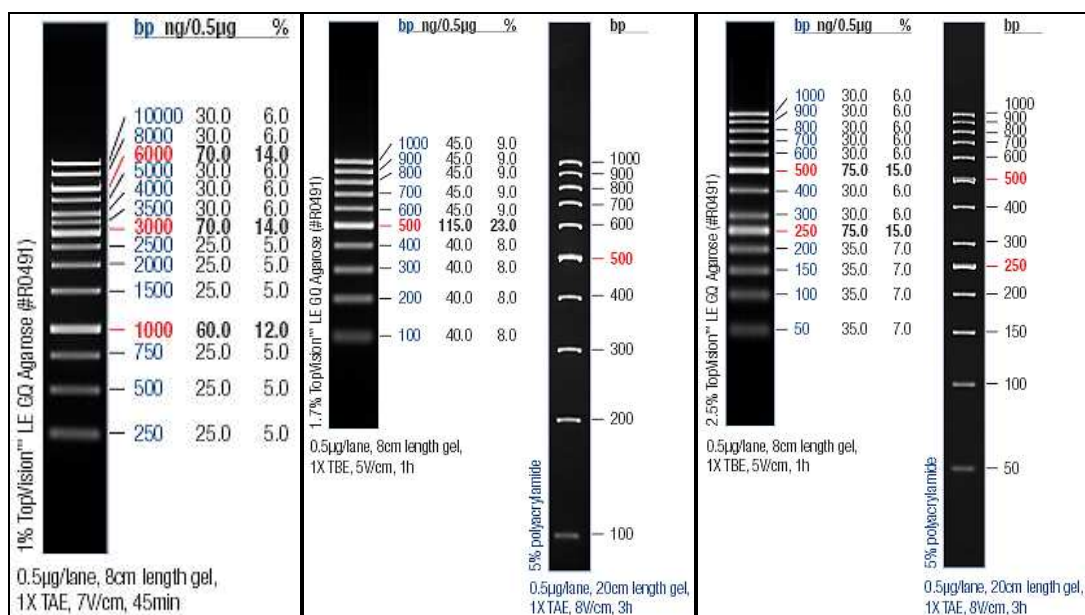 bp ng/0.5µg %
10000 30.0 6.0
8000 30.0 6.0
6000 70.0 14.0
5000 30.0 6.0
4000 30.0 6.0
3500 30.0 6.0
3000 70.0 14.0
2500 25.0 5.0
2000 25.0 5.0
1500 25.0 5.0
1000 60.0 12.0
750 25.0 5.0
500 25.0 5.0
250 25.0 5.0
1% TopVision™ LE GQ Agarose (#R0491)
0.5µg/lane, 8cm length gel,
1X TAE, 7V/cm, 45min
bp ng/0.5µg %
1000 45.0 9.0
900 45.0 9.0
800 45.0 9.0
700 45.0 9.0
600 45.0 9.0
500 115.0 23.0
400 40.0 8.0
300 40.0 8.0
200 40.0 8.0
100 40.0 8.0
1.7% TopVision™ LE GQ Agarose (#R0491)
0.5µg/lane, 8cm length gel,
1X TBE, 5V/cm, 1h
bp
1000
900
800
700
600
500
400
300
200
100
5% polyacrylamide
0.5µg/lane, 20cm length gel,
1X TAE, 8V/cm, 3h
bp ng/0.5µg %
1000 30.0 6.0
900 30.0 6.0
800 30.0 6.0
700 30.0 6.0
600 30.0 6.0
500 75.0 15.0
400 30.0 6.0
300 30.0 6.0
250 75.0 15.0
200 35.0 7.0
150 35.0 7.0
100 35.0 7.0
50 35.0 7.0
2.5% TopVision™ LE GQ Agarose (#R0491)
0.5µg/lane, 8cm length gel,
1X TBE, 5V/cm, 1h
bp
1000
900
800
700
600
500
400
300
250
200
150
100
50
5% polyacrylamide
0.5µg/lane, 20cm length gel,
1X TAE, 8V/cm, 3h